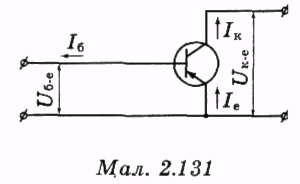 Iб
Iк
Uб-е
Uк-е
Iе
Мал. 2.131